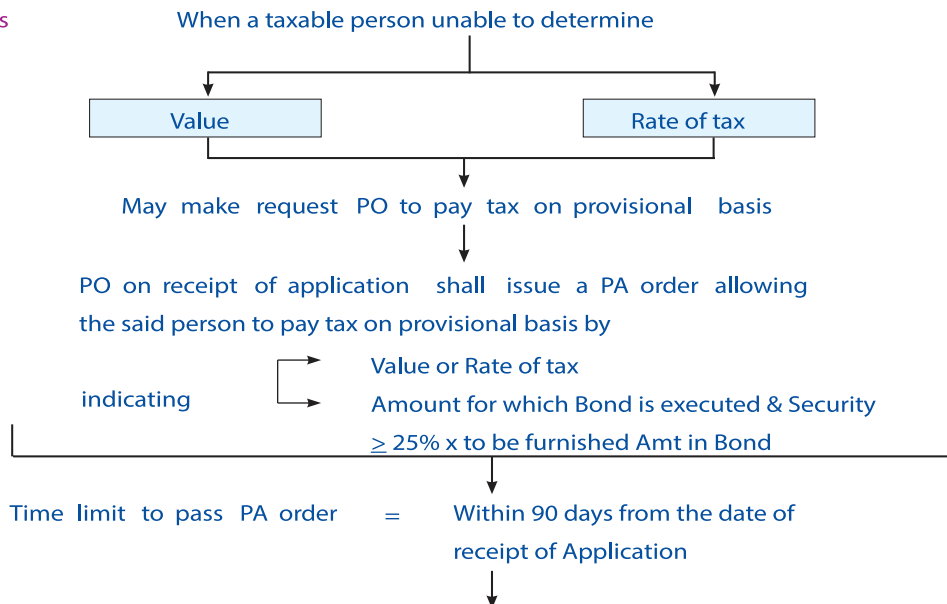 When a taxable person unable to determine
Value
Rate of tax
May make request PO to pay tax on provisional basis
PO on receipt of application shall issue a PA order allowing
the said person to pay tax on provisional basis by
Value or Rate of tax
indicating
Amount for which Bond is executed & Security
≥ 25% x to be furnished Amt in Bond
Time limit to pass PA order = Within 90 days from the date of
receipt of Application